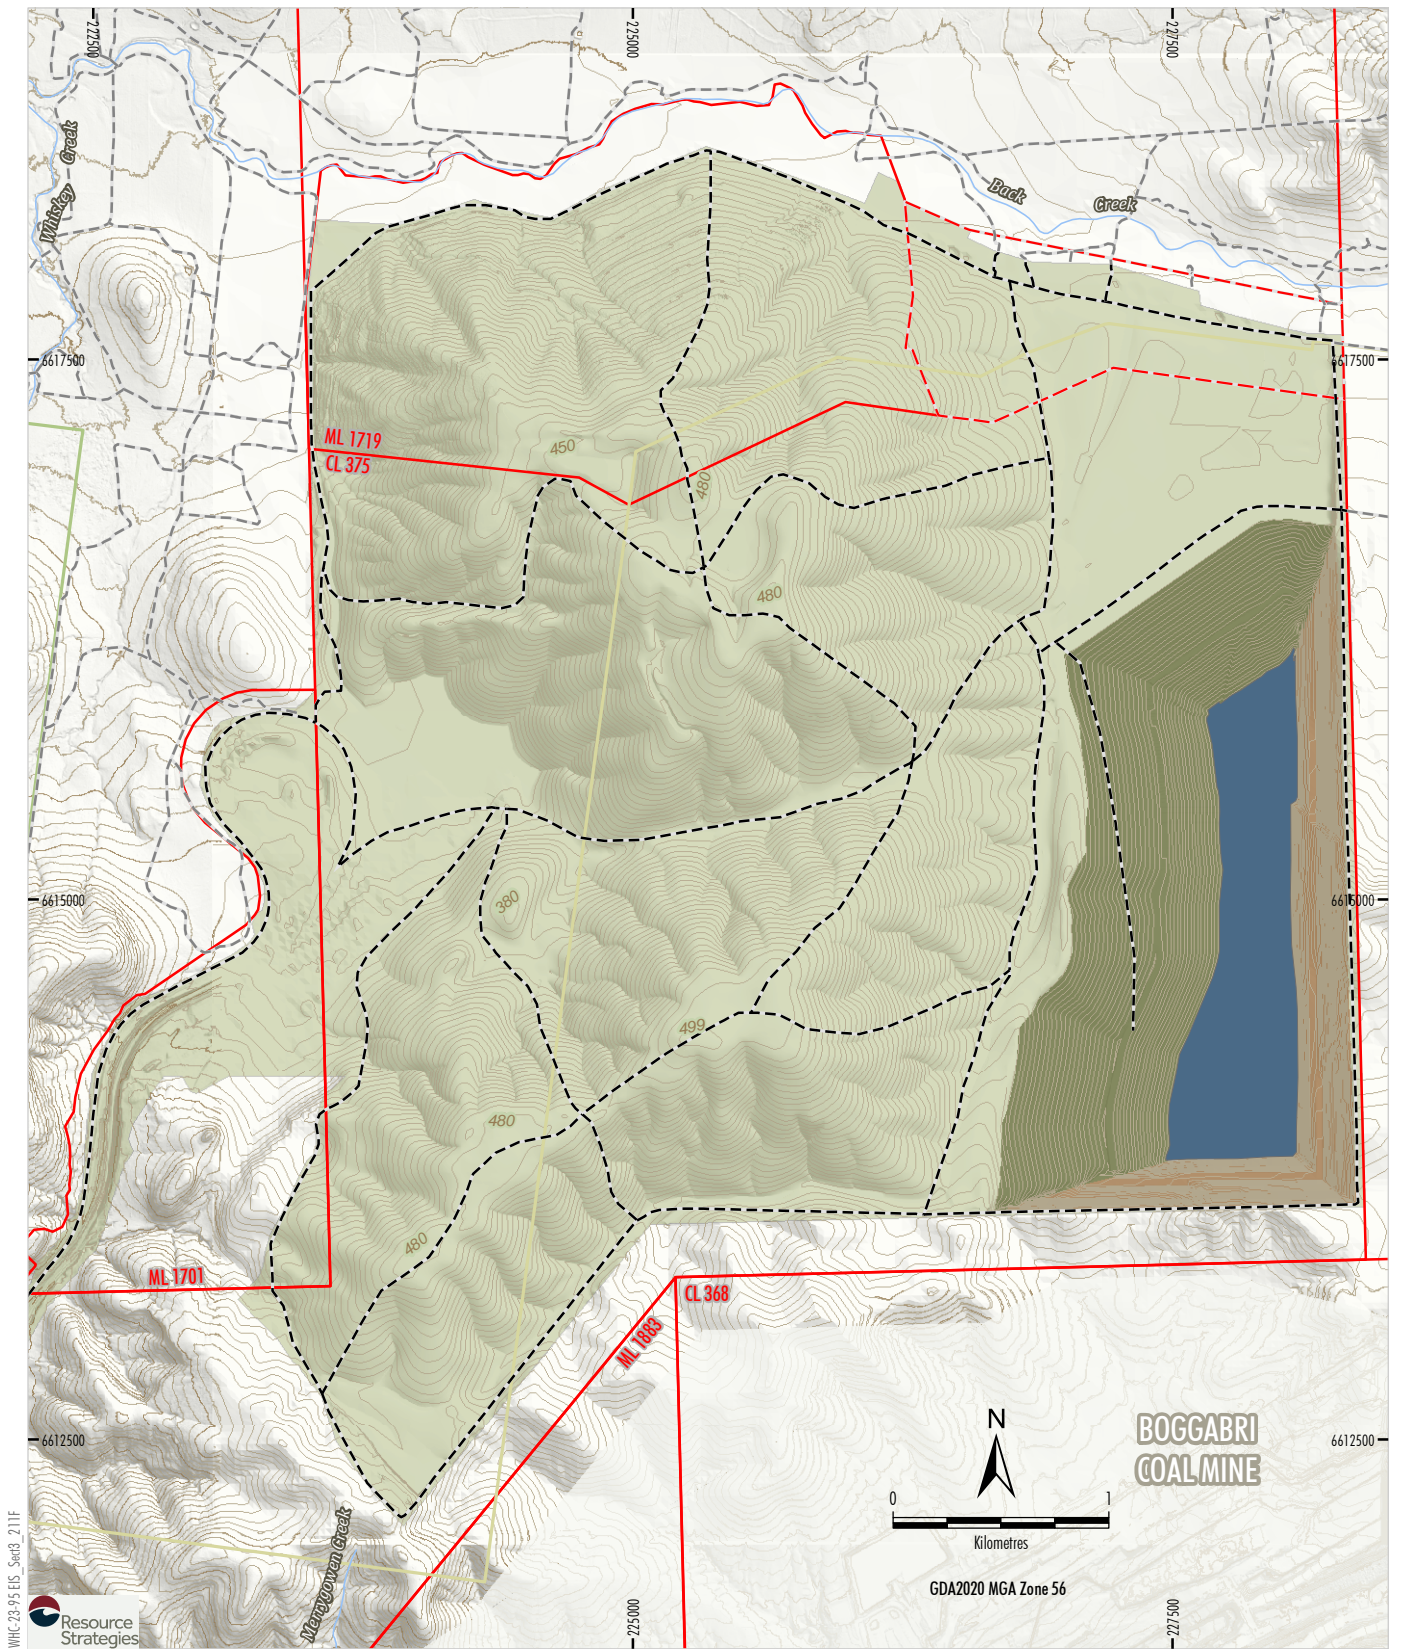 222500
225000
227500
Whiskey Creek
Back Creek
6617500
6617500
ML 1719
CL 375
450
480
480
6615000
6615000
380
499
480
480
ML 1701
CL 368
ML 1883
N
BOGGABRI
COAL MINE
6612500
6612500
0 1
Kilometres
GDA2020 MGA Zone 56
Merrygowen Creek
WHC-23-95 EIS_Sect3_211F
Resource
Strategies
225000
227500